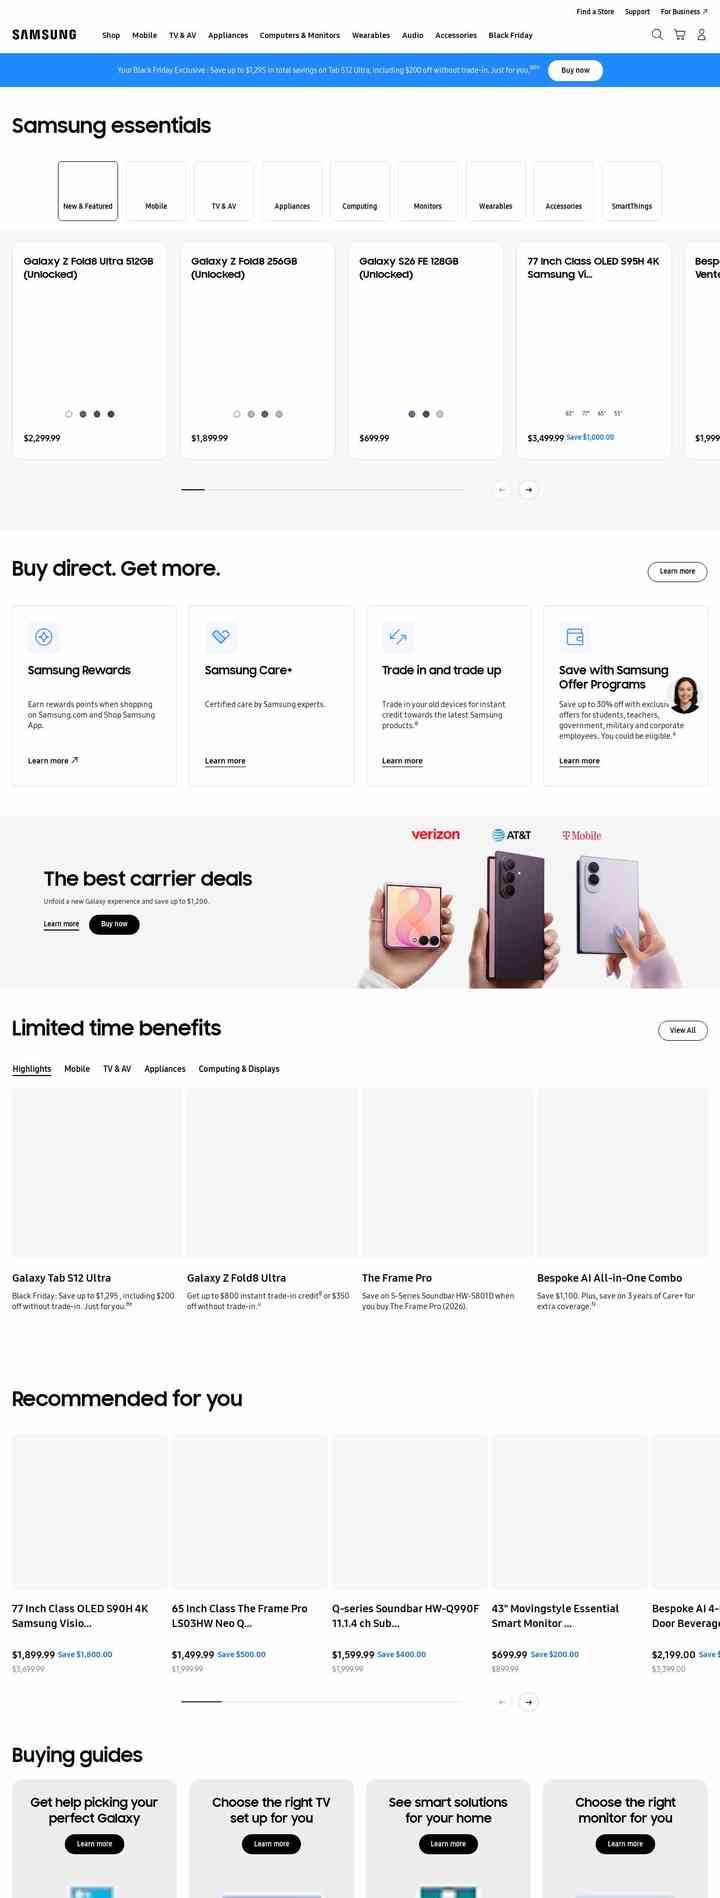 Find a Store Support For Business ↗
SAMSUNG Shop Mobile TV & AV Appliances Computers & Monitors Wearables Audio Accessories Black Friday
Your Black Friday Exclusive : Save up to $1,295 in total savings on Tab S12 Ultra, including $200 off without trade-in. Just for you. Buy now
Samsung essentials
New & Featured Mobile TV & AV Appliances Computing Monitors Wearables Accessories SmartThings
Galaxy Z Fold8 Ultra 512GB
(Unlocked)
$2,299.99
Galaxy Z Fold8 256GB
(Unlocked)
$1,899.99
Galaxy S26 FE 128GB
(Unlocked)
$699.99
77 Inch Class OLED S95H 4K
Samsung Vi...
83" 77" 65" 55"
$3,499.99 Save $1,000.00
Besp
Vente
$1,999
Buy direct. Get more.
Learn more
Samsung Rewards
Earn rewards points when shopping
on Samsung.com and Shop Samsung
App.
Learn more ↗
Samsung Care+
Certified care by Samsung experts.
Learn more
Trade in and trade up
Trade in your old devices for instant
credit towards the latest Samsung
products.
Learn more
Save with Samsung
Offer Programs
Save up to 30% off with exclusiv
offers for students, teachers,
government, military and corporate
employees. You could be eligible.
Learn more
verizon AT&T T Mobile
The best carrier deals
Unfold a new Galaxy experience and save up to $1,200.
Learn more Buy now
Limited time benefits
View All
Highlights Mobile TV & AV Appliances Computing & Displays
Galaxy Tab S12 Ultra
Black Friday: Save up to $1,295 , including $200
off without trade-in. Just for you.
Galaxy Z Fold8 Ultra
Get up to $800 instant trade-in credit or $350
off without trade-in.
The Frame Pro
Save on S-Series Soundbar HW-S801D when
you buy The Frame Pro (2026).
Bespoke AI All-in-One Combo
Save $1,100. Plus, save on 3 years of Care+ for
extra coverage.
Recommended for you
77 Inch Class OLED S90H 4K
Samsung Visio...
$1,899.99 Save $1,800.00
$3,699.99
65 Inch Class The Frame Pro
LS03HW Neo Q...
$1,499.99 Save $500.00
$1,999.99
Q-series Soundbar HW-Q990F
11.1.4 ch Sub...
$1,599.99 Save $400.00
$1,999.99
43" Movingstyle Essential
Smart Monitor ...
$699.99 Save $200.00
$899.99
Bespoke AI 4-
Door Beverage
$2,199.00 Save $
$3,399.00
Buying guides
Get help picking your
perfect Galaxy
Learn more
Choose the right TV
set up for you
Learn more
See smart solutions
for your home
Learn more
Choose the right
monitor for you
Learn more